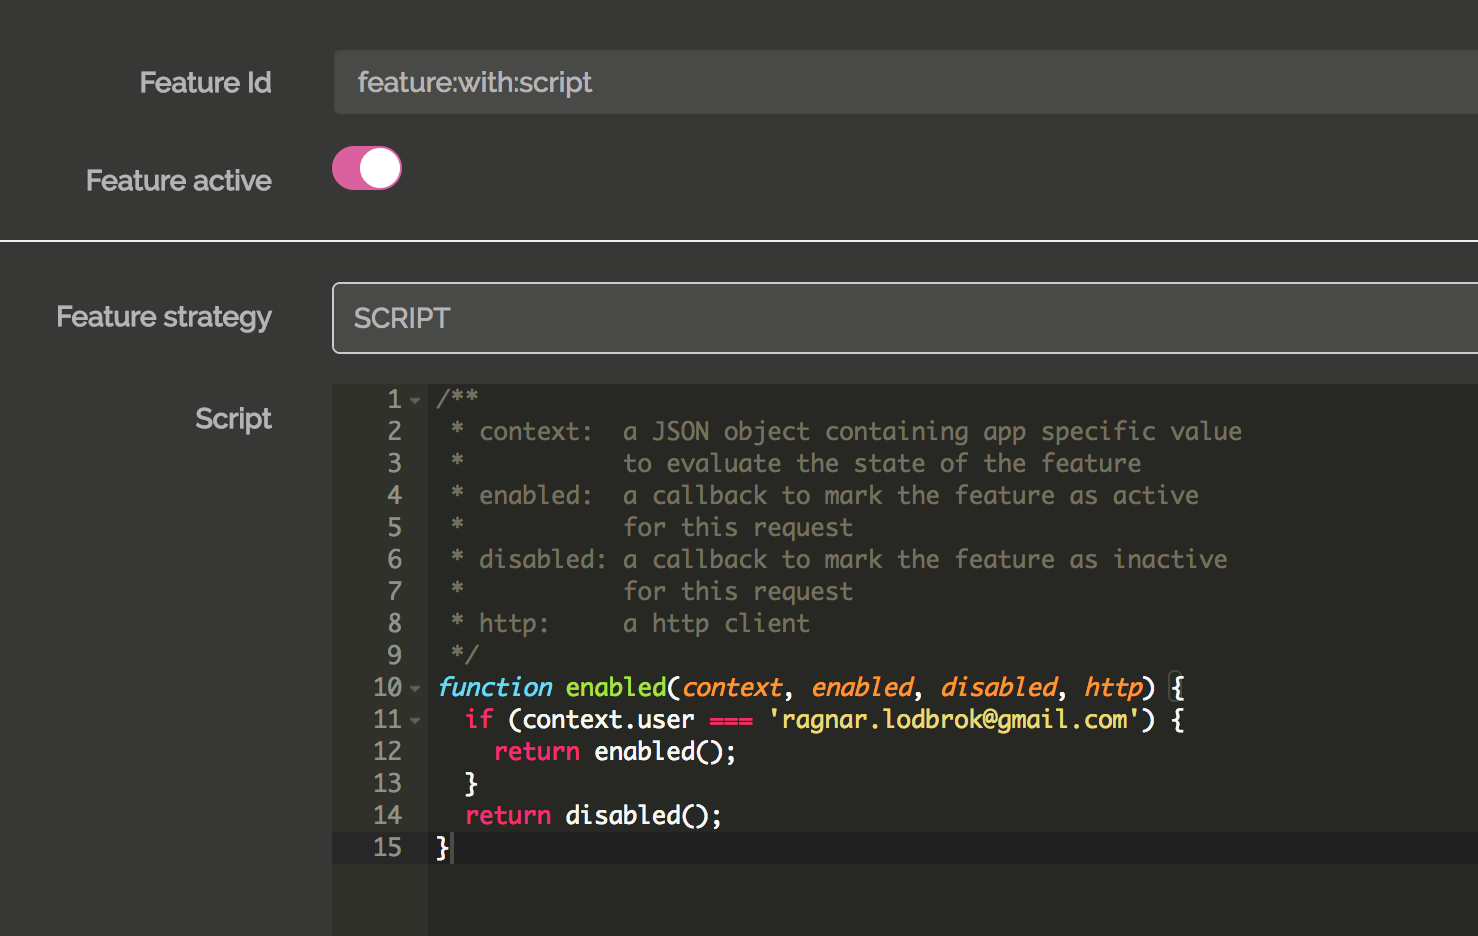 Feature Id feature:with:script
Feature active
Feature strategy SCRIPT
Script
1 /**
2  * context:  a JSON object containing app specific value
3  *           to evaluate the state of the feature
4  * enabled:  a callback to mark the feature as active
5  *           for this request
6  * disabled: a callback to mark the feature as inactive
7  *           for this request
8  * http:     a http client
9  */
10 function enabled(context, enabled, disabled, http) {
11   if (context.user === 'ragnar.lodbrok@gmail.com') {
12     return enabled();
13   }
14   return disabled();
15 }